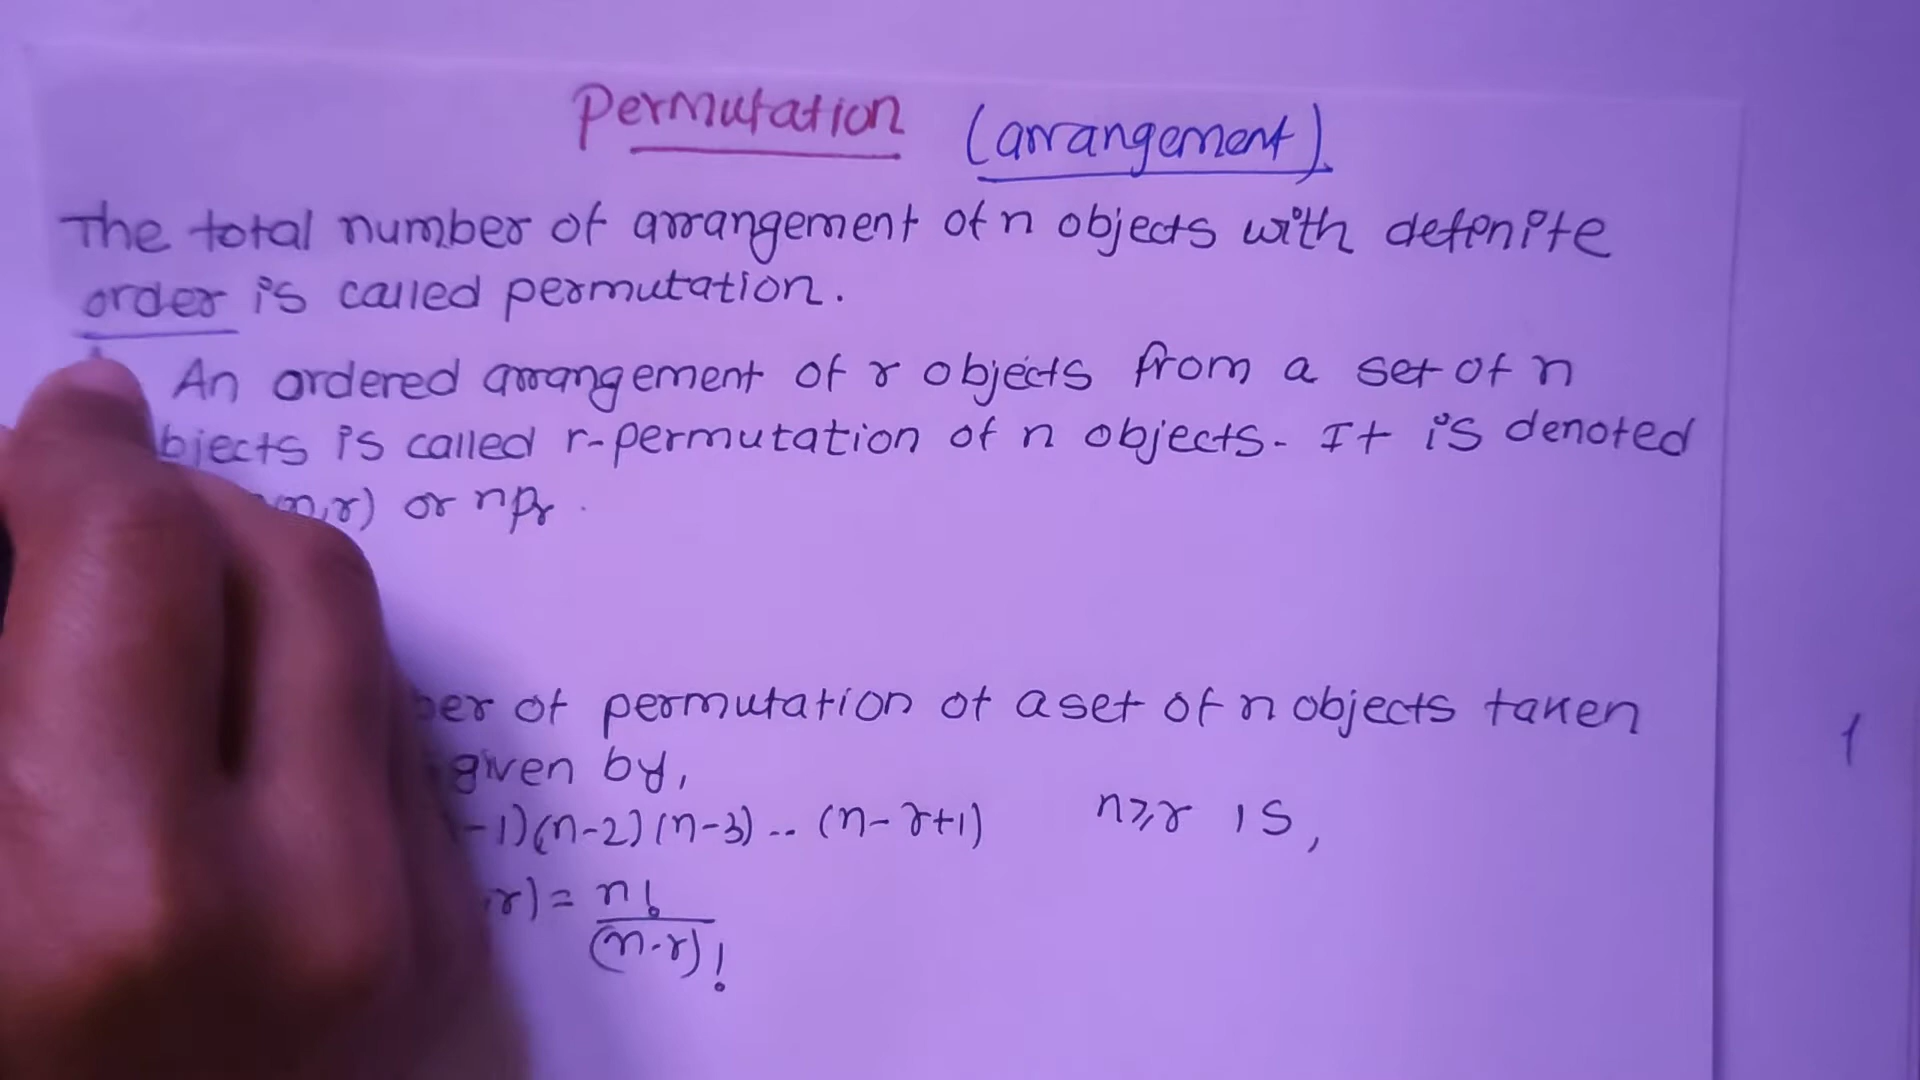 Permutation (arrangement).
The total number of arrangement of n objects with definite
order is called permutation.
An ordered arrangement of r objects from a set of n
bjects is called r-permutation of n objects. It is denoted
n,r) or npr.
ber of permutation of a set of n objects taken
given by,
-1)(n-2)(n-3)..(n-r+1) n≥r is,
,r) = n!
(n-r)!
1